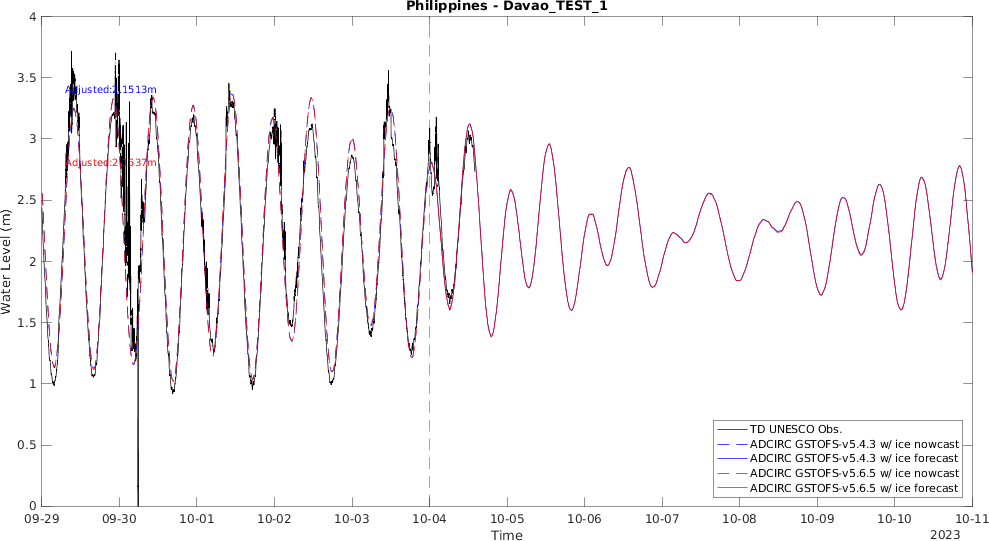 Philippines - Davao_TEST_1
Water Level (m)
4
3.5
3
2.5
2
1.5
1
0.5
0
Adjusted:2.1513m
09-29
09-30
10-01
10-02
10-03
10-04
10-05
10-06
10-07
10-08
10-09
10-10
10-11
Time
2023
TD UNESCO Obs.
ADCIRC GSTOFS-v5.4.3 w/ ice nowcast
ADCIRC GSTOFS-v5.4.3 w/ ice forecast
ADCIRC GSTOFS-v5.6.5 w/ ice nowcast
ADCIRC GSTOFS-v5.6.5 w/ ice forecast